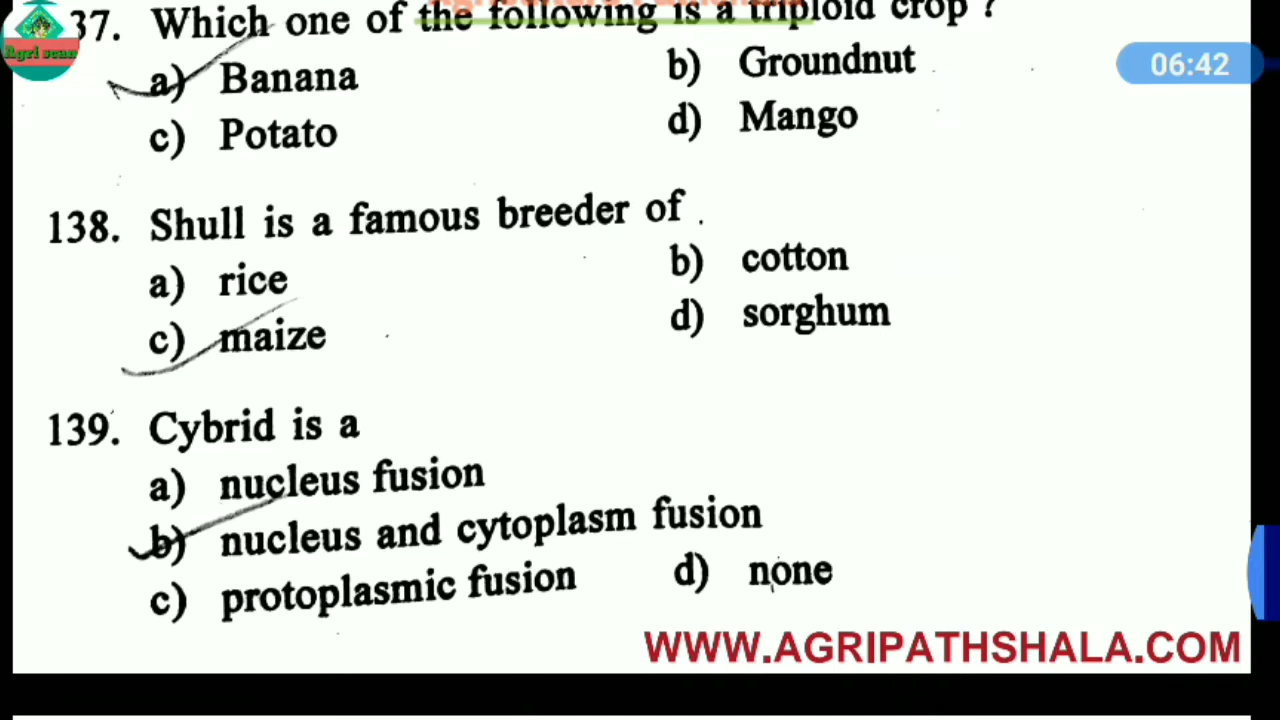 Agri scan
37. Which one of the following is a triploid crop ?
a) Banana b) Groundnut
06:42
c) Potato d) Mango
138. Shull is a famous breeder of .
a) rice b) cotton
c) maize d) sorghum
139. Cybrid is a
a) nucleus fusion
b) nucleus and cytoplasm fusion
c) protoplasmic fusion d) none
WWW.AGRIPATHSHALA.COM